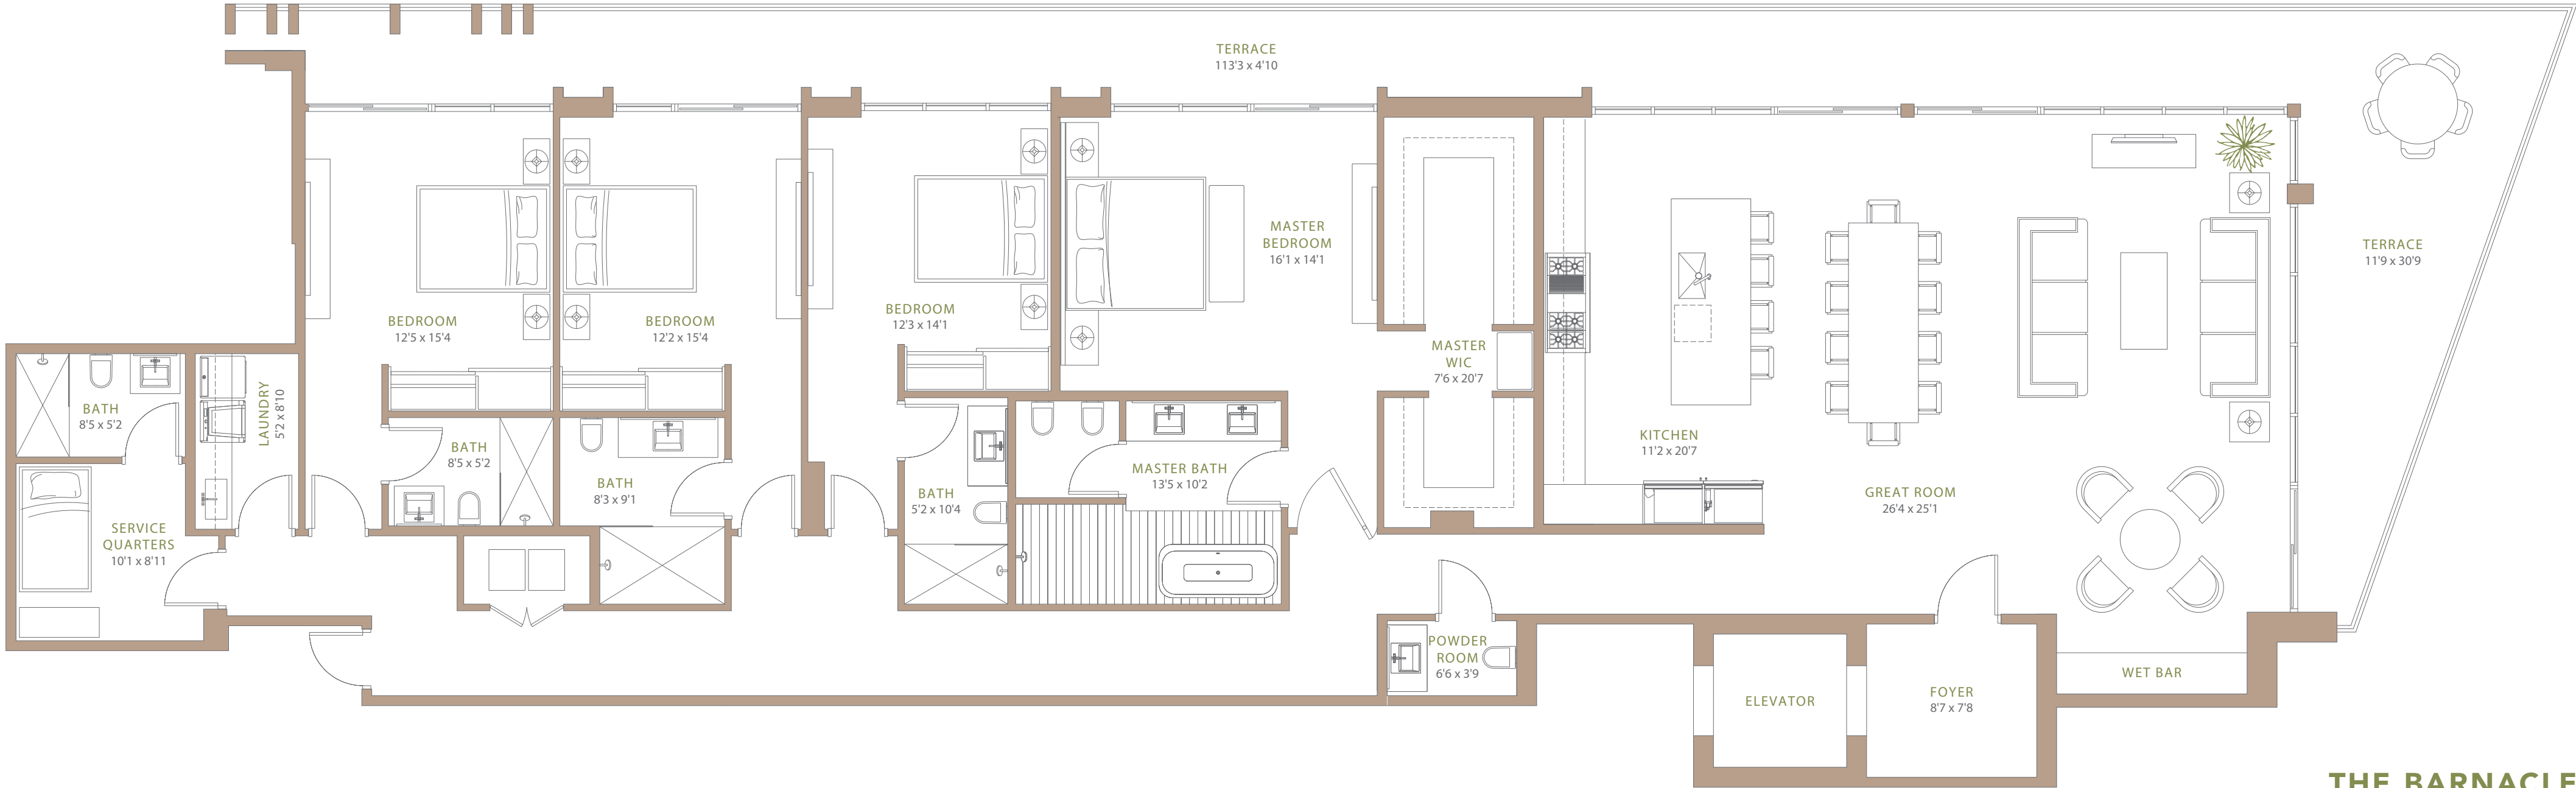 TERRACE
113'3 x 4'10
TERRACE
11'9 x 30'9
BEDROOM
12'5 x 15'4
BEDROOM
12'2 x 15'4
BEDROOM
12'3 x 14'1
MASTER
BEDROOM
16'1 x 14'1
MASTER
WIC
7'6 x 20'7
KITCHEN
11'2 x 20'7
GREAT ROOM
26'4 x 25'1
BATH
8'5 x 5'2
LAUNDRY
5'2 x 8'10
BATH
8'5 x 5'2
BATH
8'3 x 9'1
BATH
5'2 x 10'4
MASTER BATH
13'5 x 10'2
SERVICE
QUARTERS
10'1 x 8'11
POWDER
ROOM
6'6 x 3'9
ELEVATOR
FOYER
8'7 x 7'8
WET BAR
THE BARNACLE